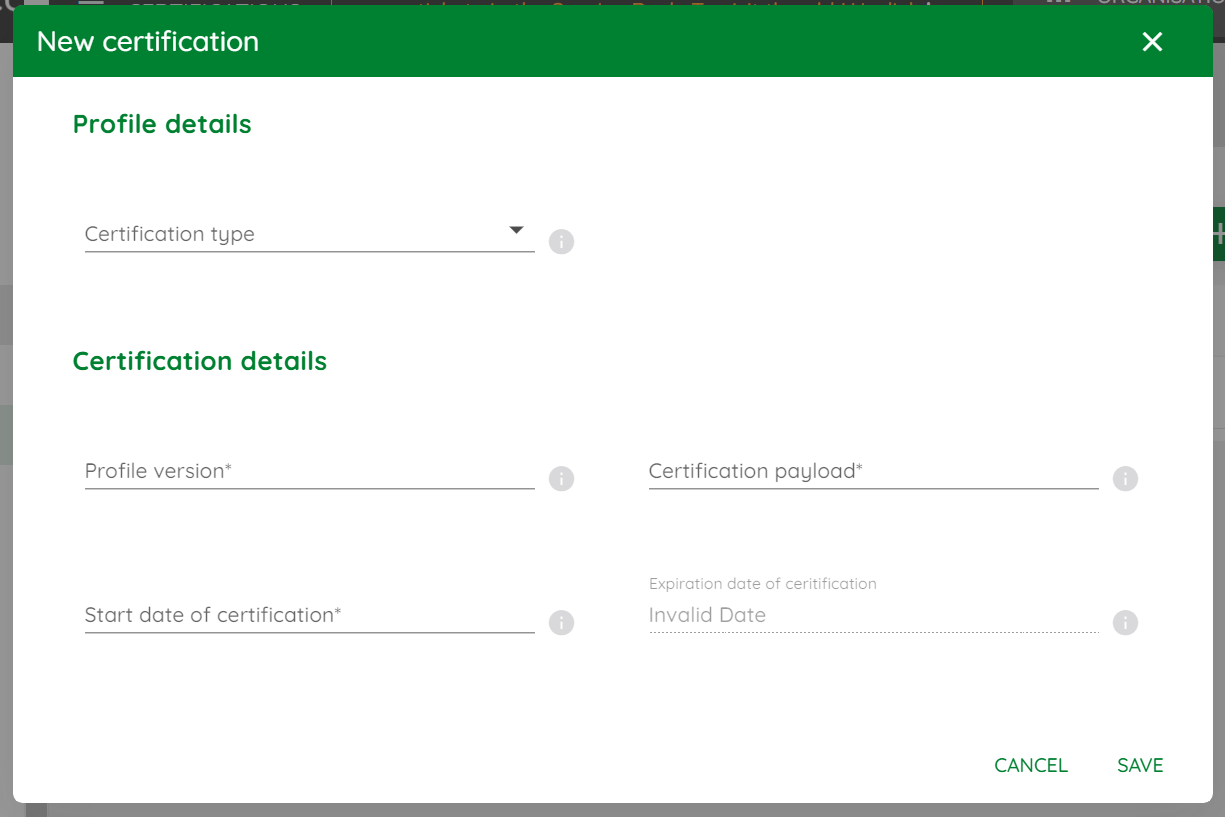 New certification
Profile details
Certification type
Certification details
Profile version*
Certification payload*
Start date of certification*
Expiration date of ceritification
Invalid Date
CANCEL
SAVE